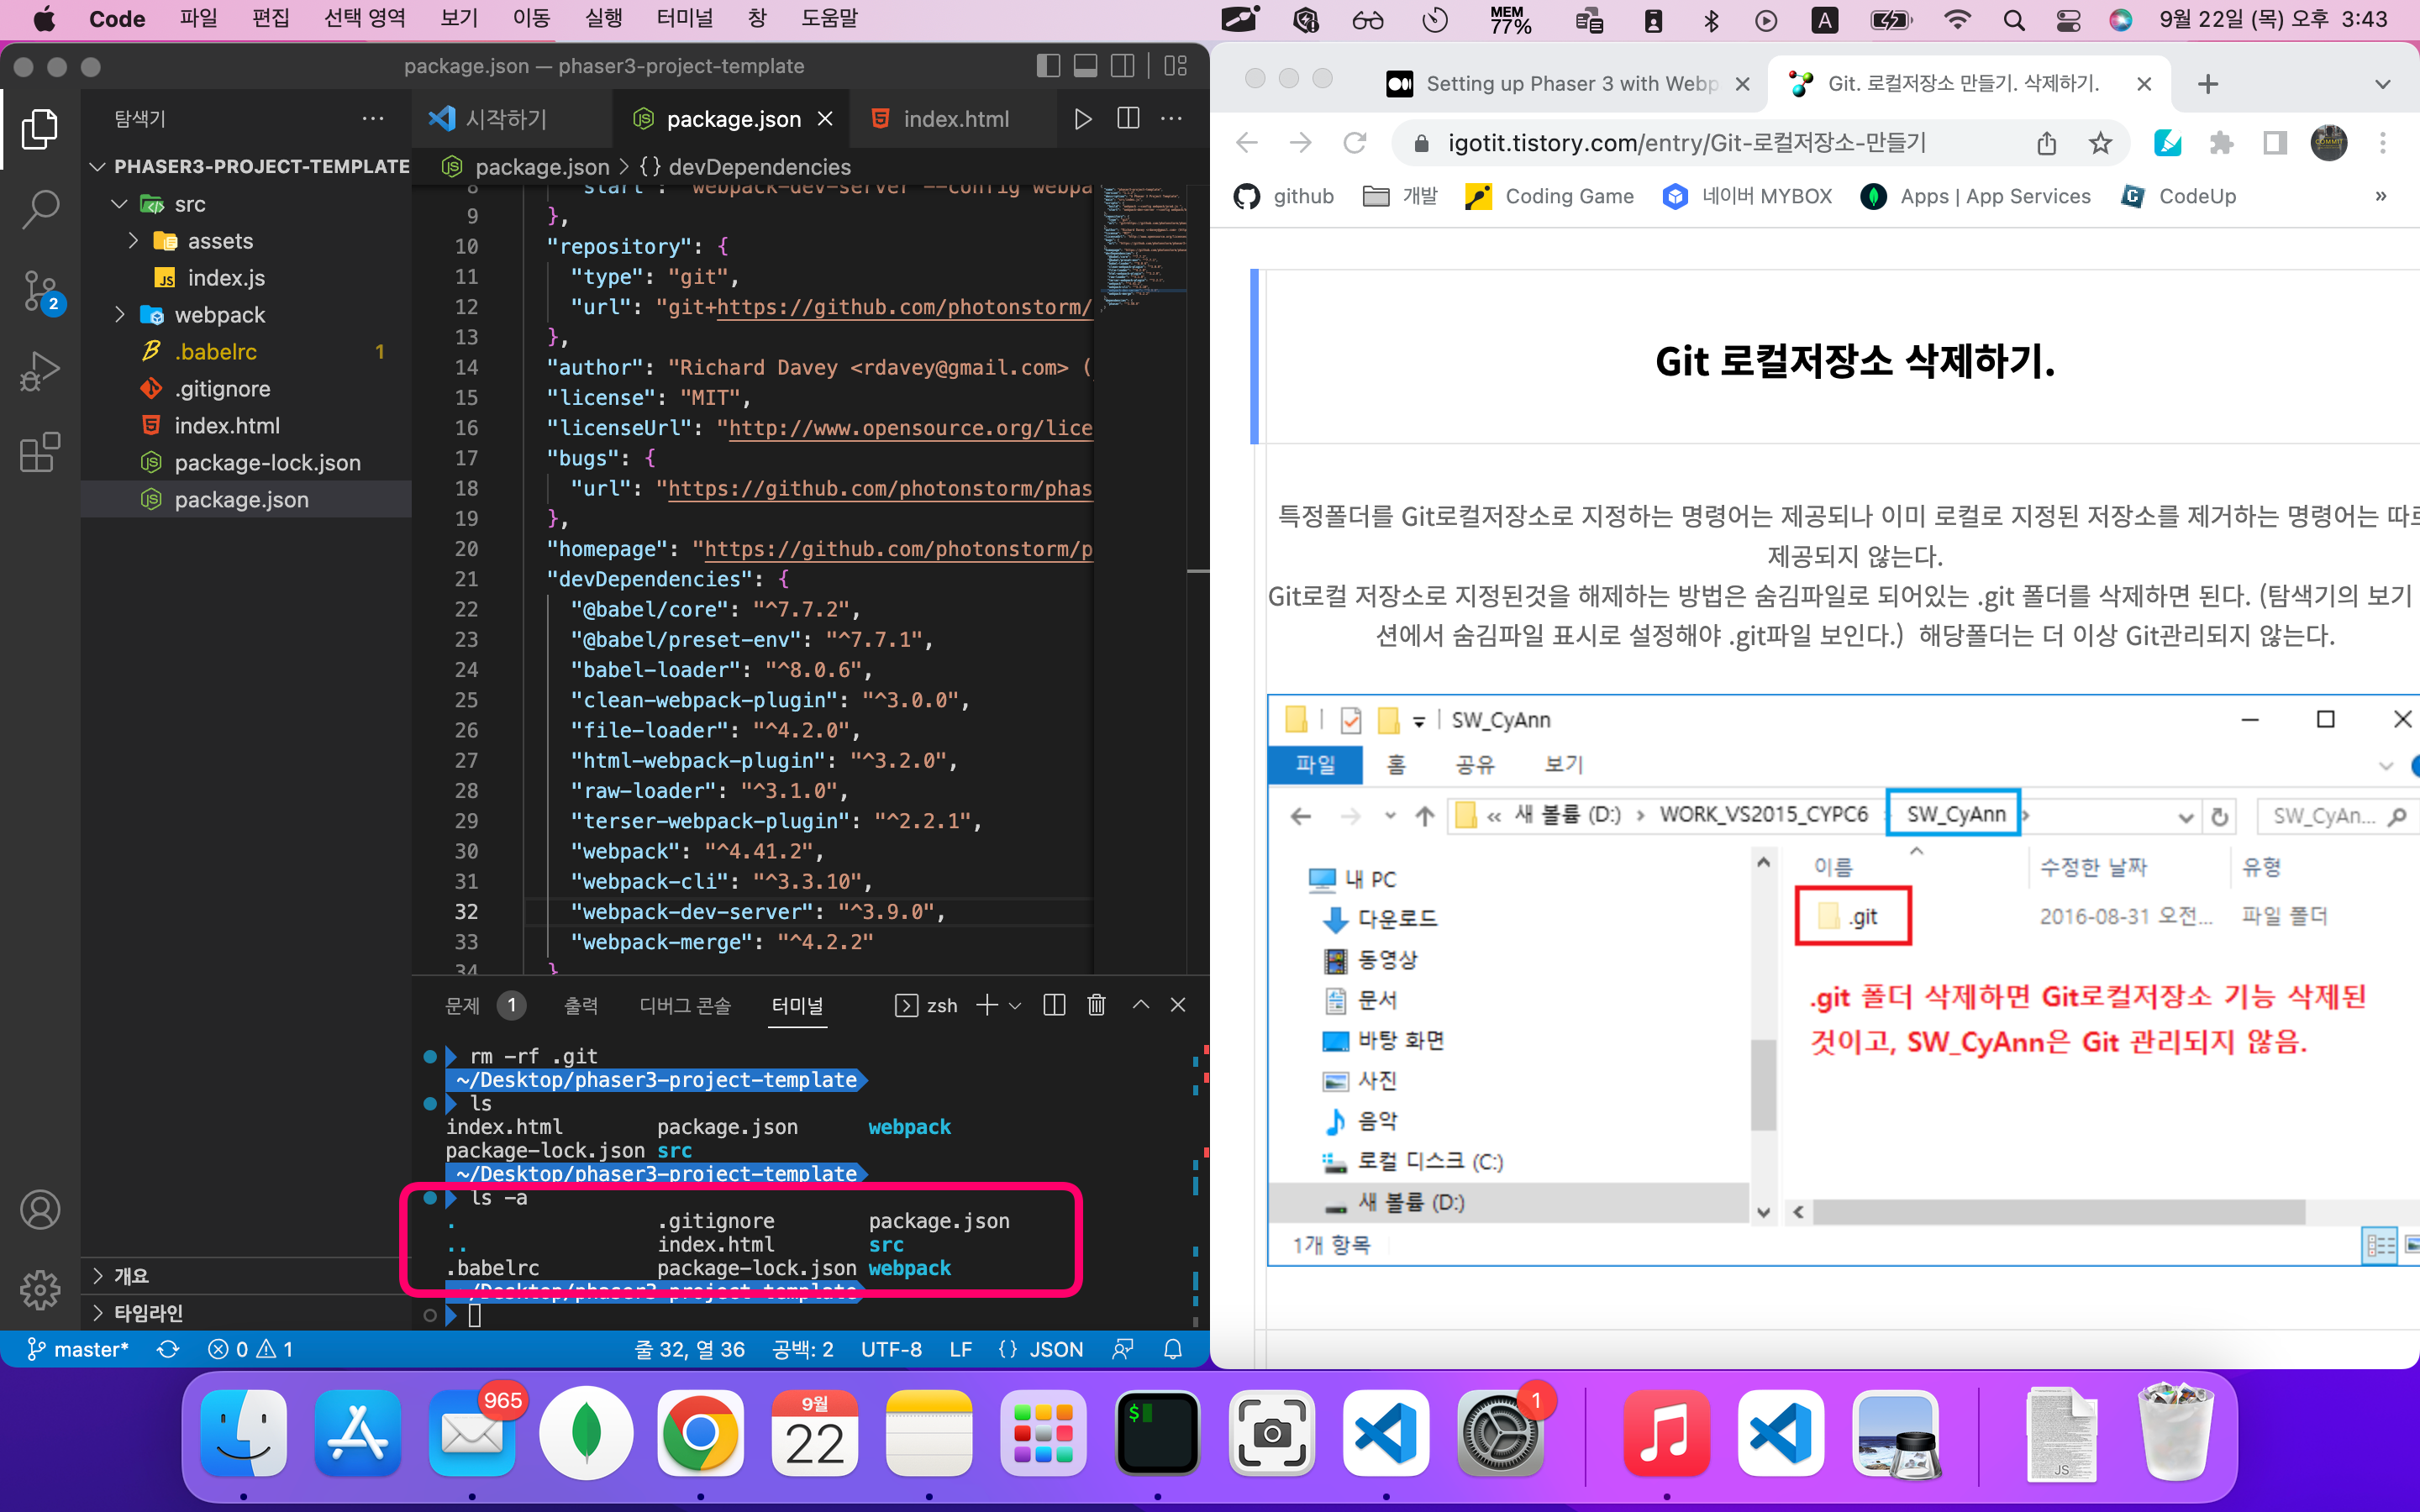 Code 파일 편집 선택 영역 보기 이동 실행 터미널 창 도움말
MEM 77% A 9월 22일 (목) 오후 3:43
package.json — phaser3-project-template
탐색기
시작하기 package.json index.html
package.json > {} devDependencies
PHASER3-PROJECT-TEMPLATE
src
assets
JS index.js
webpack
.babelrc 1
.gitignore
index.html
package-lock.json
package.json
2
개요
타임라인
9 },
10 "repository": {
11 "type": "git",
12 "url": "git+https://github.com/photonstorm/
13 },
14 "author": "Richard Davey <rdavey@gmail.com> (
15 "license": "MIT",
16 "licenseUrl": "http://www.opensource.org/lice
17 "bugs": {
18 "url": "https://github.com/photonstorm/phas
19 },
20 "homepage": "https://github.com/photonstorm/p
21 "devDependencies": {
22 "@babel/core": "^7.7.2",
23 "@babel/preset-env": "^7.7.1",
24 "babel-loader": "^8.0.6",
25 "clean-webpack-plugin": "^3.0.0",
26 "file-loader": "^4.2.0",
27 "html-webpack-plugin": "^3.2.0",
28 "raw-loader": "^3.1.0",
29 "terser-webpack-plugin": "^2.2.1",
30 "webpack": "^4.41.2",
31 "webpack-cli": "^3.3.10",
32 "webpack-dev-server": "^3.9.0",
33 "webpack-merge": "^4.2.2"
34 }
문제 1 출력 디버그 콘솔 터미널 zsh
rm -rf .git
~/Desktop/phaser3-project-template
ls
index.html package.json webpack
package-lock.json src
~/Desktop/phaser3-project-template
ls -a
. .gitignore package.json
.. index.html src
.babelrc package-lock.json webpack
~/Desktop/phaser3-project-template
master* 0 1 줄 32, 열 36 공백: 2 UTF-8 LF {} JSON
Setting up Phaser 3 with Webp
Git. 로컬저장소 만들기. 삭제하기.
igotit.tistory.com/entry/Git-로컬저장소-만들기
github 개발 Coding Game 네이버 MYBOX Apps | App Services CodeUp »
Git 로컬저장소 삭제하기.
특정폴더를 Git로컬저장소로 지정하는 명령어는 제공되나 이미 로컬로 지정된 저장소를 제거하는 명령어는 따로
제공되지 않는다.
Git로컬 저장소로 지정된것을 해제하는 방법은 숨김파일로 되어있는 .git 폴더를 삭제하면 된다. (탐색기의 보기
션에서 숨김파일 표시로 설정해야 .git파일 보인다.) 해당폴더는 더 이상 Git관리되지 않는다.
SW_CyAnn
파일 홈 공유 보기
« 새 볼륨 (D:) › WORK_VS2015_CYPC6 › SW_CyAnn › SW_CyAn...
이름 수정한 날짜 유형
.git 2016-08-31 오전... 파일 폴더
내 PC
다운로드
동영상
문서
바탕 화면
사진
음악
로컬 디스크 (C:)
새 볼륨 (D:)
.git 폴더 삭제하면 Git로컬저장소 기능 삭제된
것이고, SW_CyAnn은 Git 관리되지 않음.
1개 항목
965
9월
22
$
1
JS